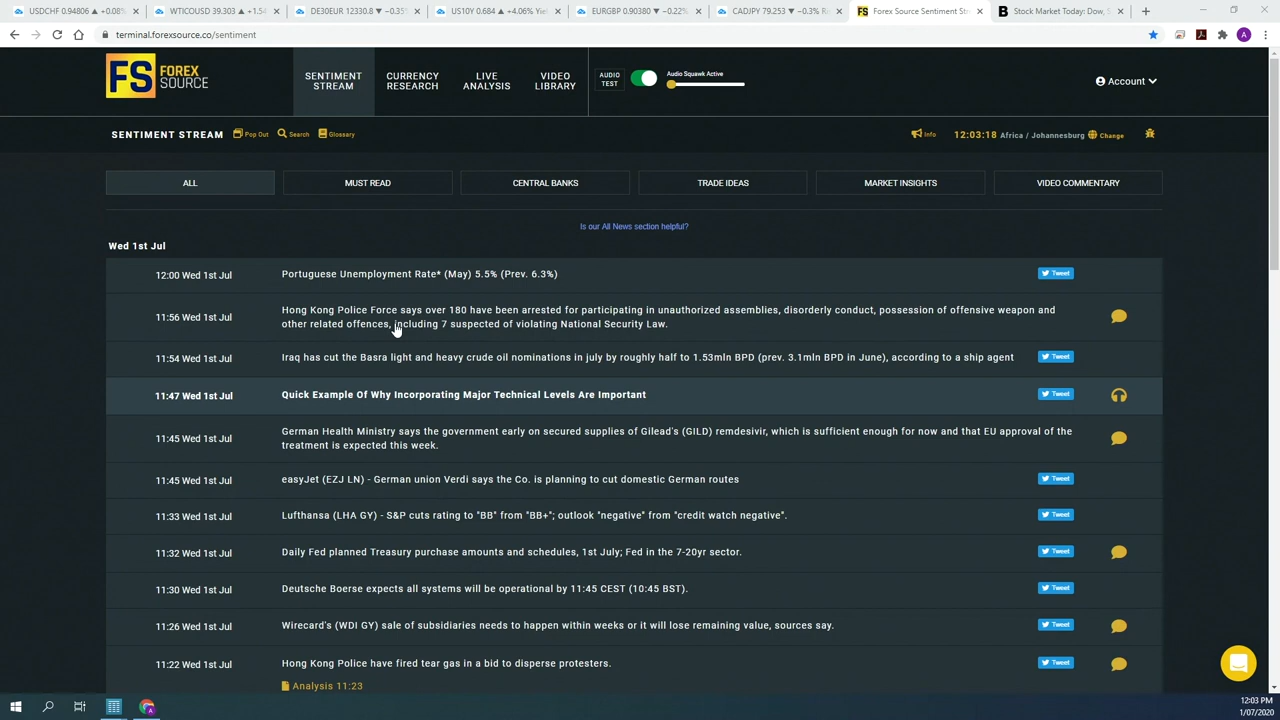 USDCHF 0.94806 ▲ +0.08%
WTICOUSD 39.303 ▲ +1.54
DE30EUR 12330.8 ▼ −0.35%
US10Y 0.684 ▲ +4.06% Yiel
EURGBP 0.90380 ▼ −0.22%
CADJPY 79.253 ▼ −0.3% R
Forex Source Sentiment Str
Stock Market Today: Dow, S
terminal.forexsource.co/sentiment
A
FS FOREX SOURCE
SENTIMENT STREAM
CURRENCY RESEARCH
LIVE ANALYSIS
VIDEO LIBRARY
AUDIO TEST
Audio Squawk Active
Account
SENTIMENT STREAM
Pop Out
Search
Glossary
Info
12:03:18 Africa / Johannesburg
Change
ALL
MUST READ
CENTRAL BANKS
TRADE IDEAS
MARKET INSIGHTS
VIDEO COMMENTARY
Is our All News section helpful?
Wed 1st Jul
12:00 Wed 1st Jul Portuguese Unemployment Rate* (May) 5.5% (Prev. 6.3%) Tweet
11:56 Wed 1st Jul Hong Kong Police Force says over 180 have been arrested for participating in unauthorized assemblies, disorderly conduct, possession of offensive weapon and
other related offences, including 7 suspected of violating National Security Law.
11:54 Wed 1st Jul Iraq has cut the Basra light and heavy crude oil nominations in july by roughly half to 1.53mln BPD (prev. 3.1mln BPD in June), according to a ship agent Tweet
11:47 Wed 1st Jul Quick Example Of Why Incorporating Major Technical Levels Are Important Tweet
11:45 Wed 1st Jul German Health Ministry says the government early on secured supplies of Gilead's (GILD) remdesivir, which is sufficient enough for now and that EU approval of the
treatment is expected this week.
11:45 Wed 1st Jul easyJet (EZJ LN) - German union Verdi says the Co. is planning to cut domestic German routes Tweet
11:33 Wed 1st Jul Lufthansa (LHA GY) - S&P cuts rating to "BB" from "BB+"; outlook "negative" from "credit watch negative". Tweet
11:32 Wed 1st Jul Daily Fed planned Treasury purchase amounts and schedules, 1st July; Fed in the 7-20yr sector. Tweet
11:30 Wed 1st Jul Deutsche Boerse expects all systems will be operational by 11:45 CEST (10:45 BST). Tweet
11:26 Wed 1st Jul Wirecard's (WDI GY) sale of subsidiaries needs to happen within weeks or it will lose remaining value, sources say. Tweet
11:22 Wed 1st Jul Hong Kong Police have fired tear gas in a bid to disperse protesters. Tweet
Analysis 11:23
12:03 PM
1/07/2020